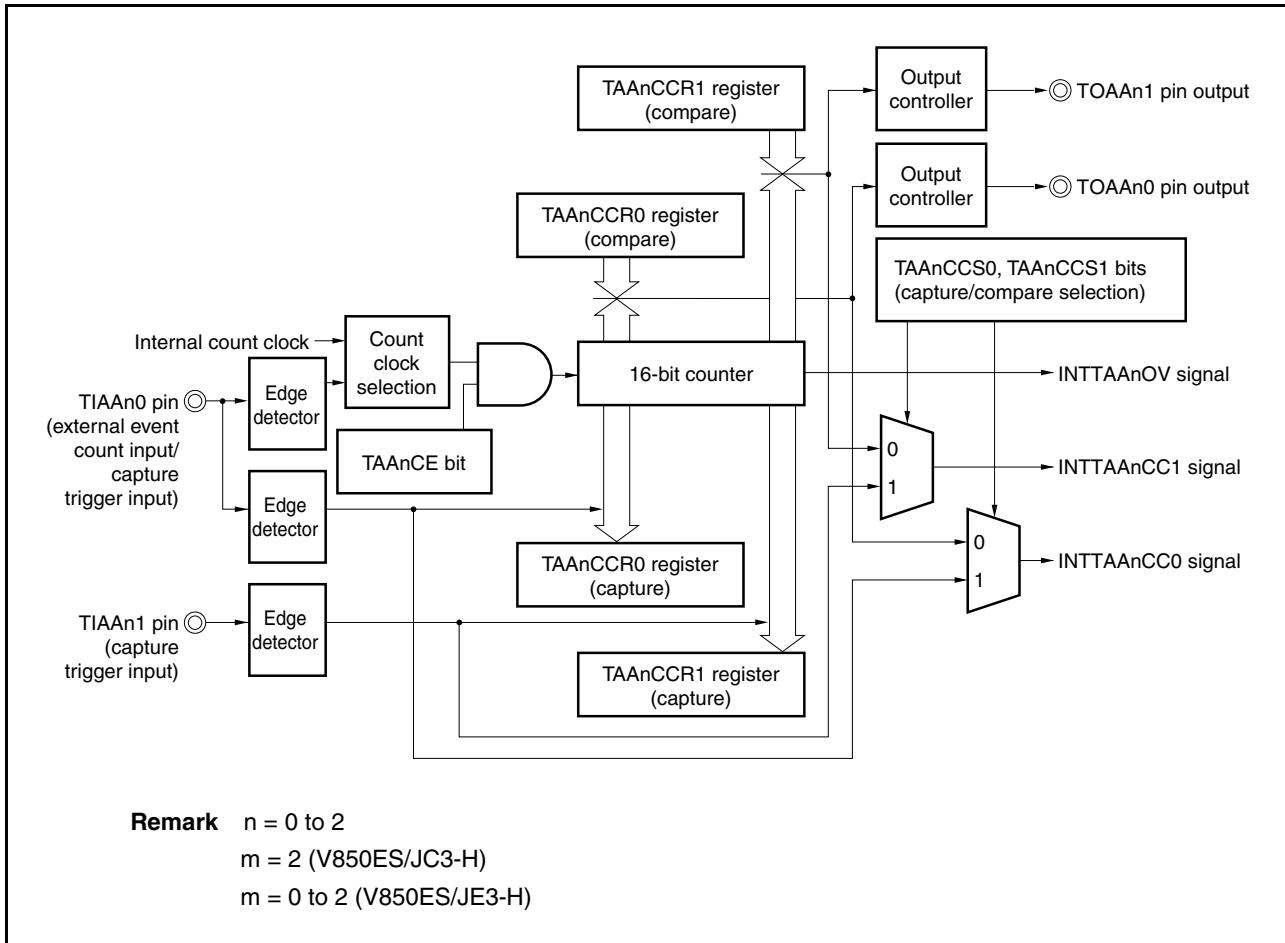 TAAnCCR1 register
(compare)
Output
controller
TOAAn1 pin output
Output
controller
TOAAn0 pin output
TAAnCCR0 register
(compare)
TAAnCCS0, TAAnCCS1 bits
(capture/compare selection)
Internal count clock
Count
clock
selection
16-bit counter
INTTAAnOV signal
TIAAn0 pin
(external event
count input/
capture
trigger input)
Edge
detector
TAAnCE bit
0
1
INTTAAnCC1 signal
Edge
detector
TAAnCCR0 register
(capture)
0
1
INTTAAnCC0 signal
TIAAn1 pin
(capture
trigger input)
Edge
detector
TAAnCCR1 register
(capture)
Remark n = 0 to 2
m = 2 (V850ES/JC3-H)
m = 0 to 2 (V850ES/JE3-H)